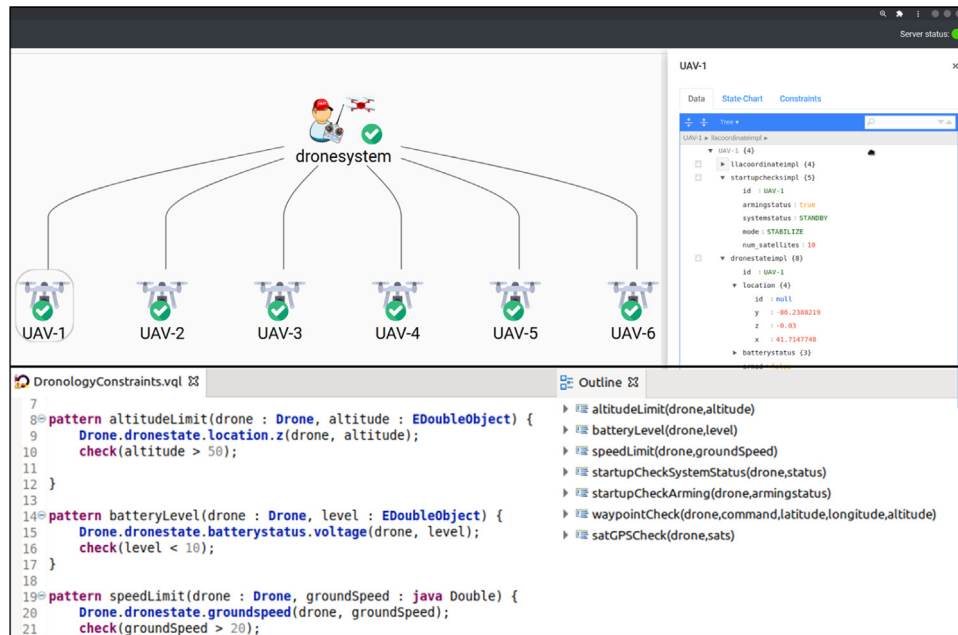 Server status:
dronesystem
UAV-1
UAV-2
UAV-3
UAV-4
UAV-5
UAV-6
UAV-1
Data State-Chart Constraints
Tree ▾
UAV-1 ▸ llacoordinateimpl ▸
▼ UAV-1 {4}
▶ llacoordinateimpl {4}
▼ startupchecksimpl {5}
id : UAV-1
armingstatus : true
systemstatus : STANDBY
mode : STABILIZE
num_satellites : 10
▼ dronestateimpl {8}
id : UAV-1
▼ location {4}
id : null
y : -86.2388219
z : -0.03
x : 41.7147748
▶ batterystatus {3}
DronologyConstraints.vql
7
8 pattern altitudeLimit(drone : Drone, altitude : EDoubleObject) {
9 Drone.dronestate.location.z(drone, altitude);
10 check(altitude > 50);
11
12 }
13
14 pattern batteryLevel(drone : Drone, level : EDoubleObject) {
15 Drone.dronestate.batterystatus.voltage(drone, level);
16 check(level < 10);
17 }
18
19 pattern speedLimit(drone : Drone, groundSpeed : java Double) {
20 Drone.dronestate.groundspeed(drone, groundSpeed);
21 check(groundSpeed > 20);
Outline
altitudeLimit(drone,altitude)
batteryLevel(drone,level)
speedLimit(drone,groundSpeed)
startupCheckSystemStatus(drone,status)
startupCheckArming(drone,armingstatus)
waypointCheck(drone,command,latitude,longitude,altitude)
satGPSCheck(drone,sats)